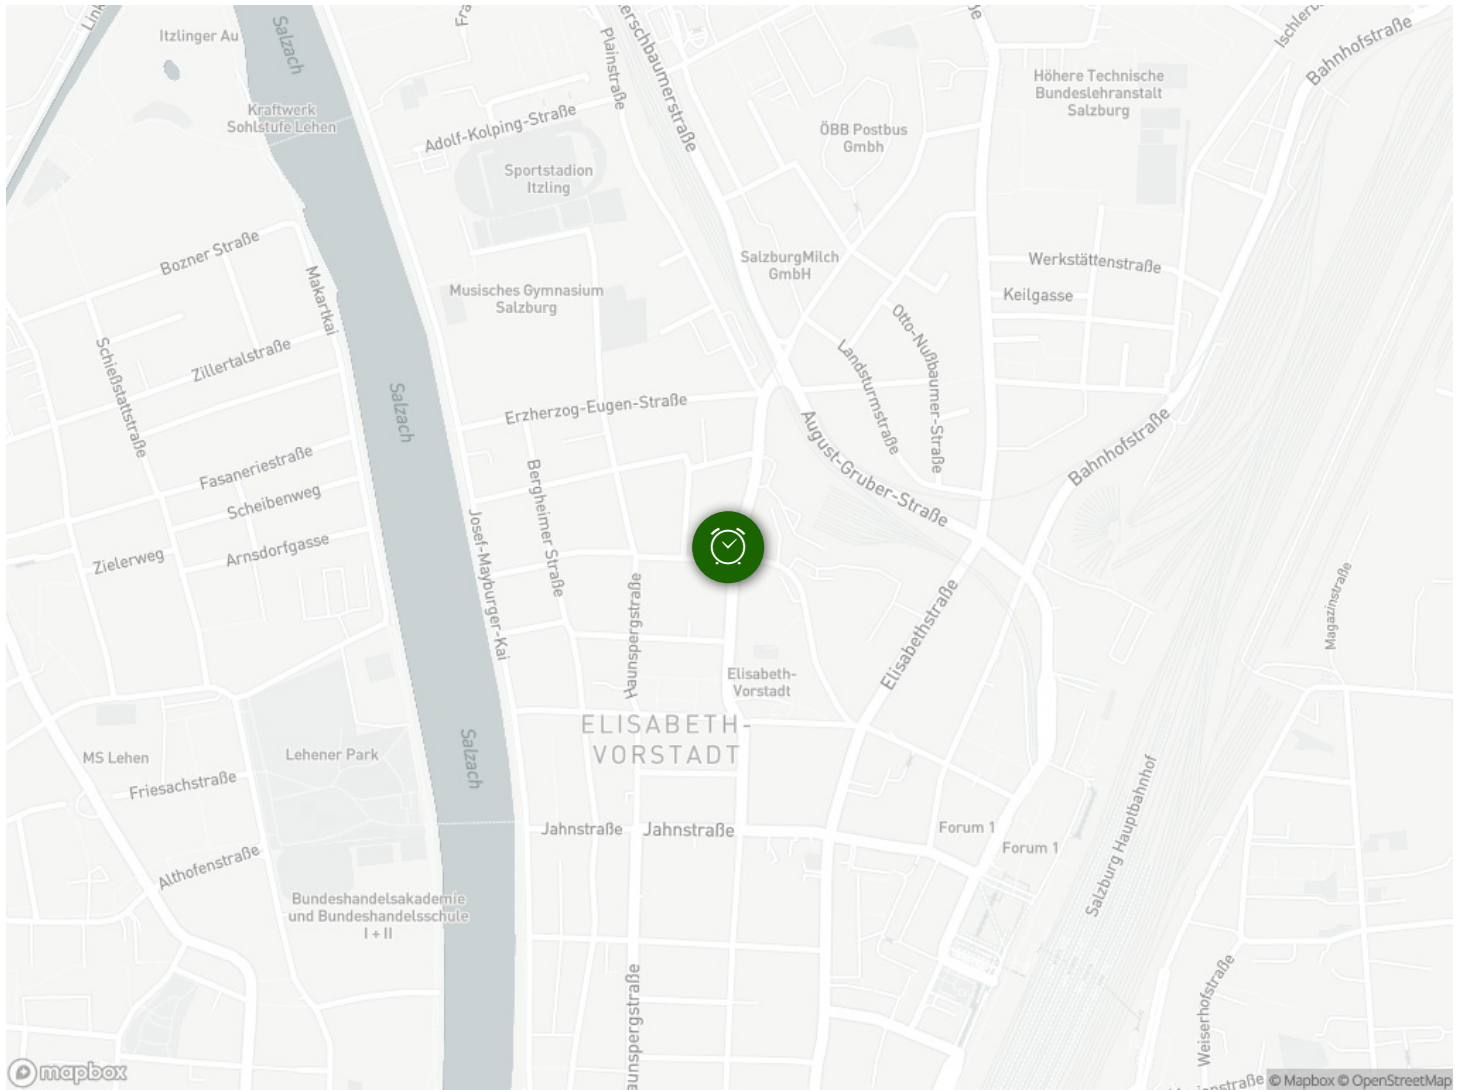 Itzlinger Au
Salzach
Plainstraße
Höhere Technische
Bundeslehranstalt
Salzburg
Bahnhofstraße
Kraftwerk
Sohlstufe Lehen
Adolf-Kolping-Straße
ÖBB Postbus
Gmbh
Sportstadion
Itzling
Bozner Straße
Makartkai
SalzburgMilch
GmbH
Werkstättenstraße
Keilgasse
Musisches Gymnasium
Salzburg
Otto-Nußbaumer-Straße
Landsturmstraße
Zillertalstraße
Schießstattstraße
Salzach
Erzherzog-Eugen-Straße
August-Gruber-Straße
Bahnhofstraße
Fasaneriestraße
Scheibenweg
Bergheimer Straße
Josef-Mayburger-Kai
Zielerweg
Arnsdorfgasse
Haunspergstraße
Elisabethstraße
Magazinstraße
Elisabeth-
Vorstadt
ELISABETH-
VORSTADT
MS Lehen
Lehener Park
Salzach
Friesachstraße
Salzburg Hauptbahnhof
Jahnstraße
Jahnstraße
Forum 1
Forum 1
Althofenstraße
Bundeshandelsakademie
und Bundeshandelsschule
I + II
aunspergstraße
Weiserhofstraße
mapbox
© Mapbox © OpenStreetMap